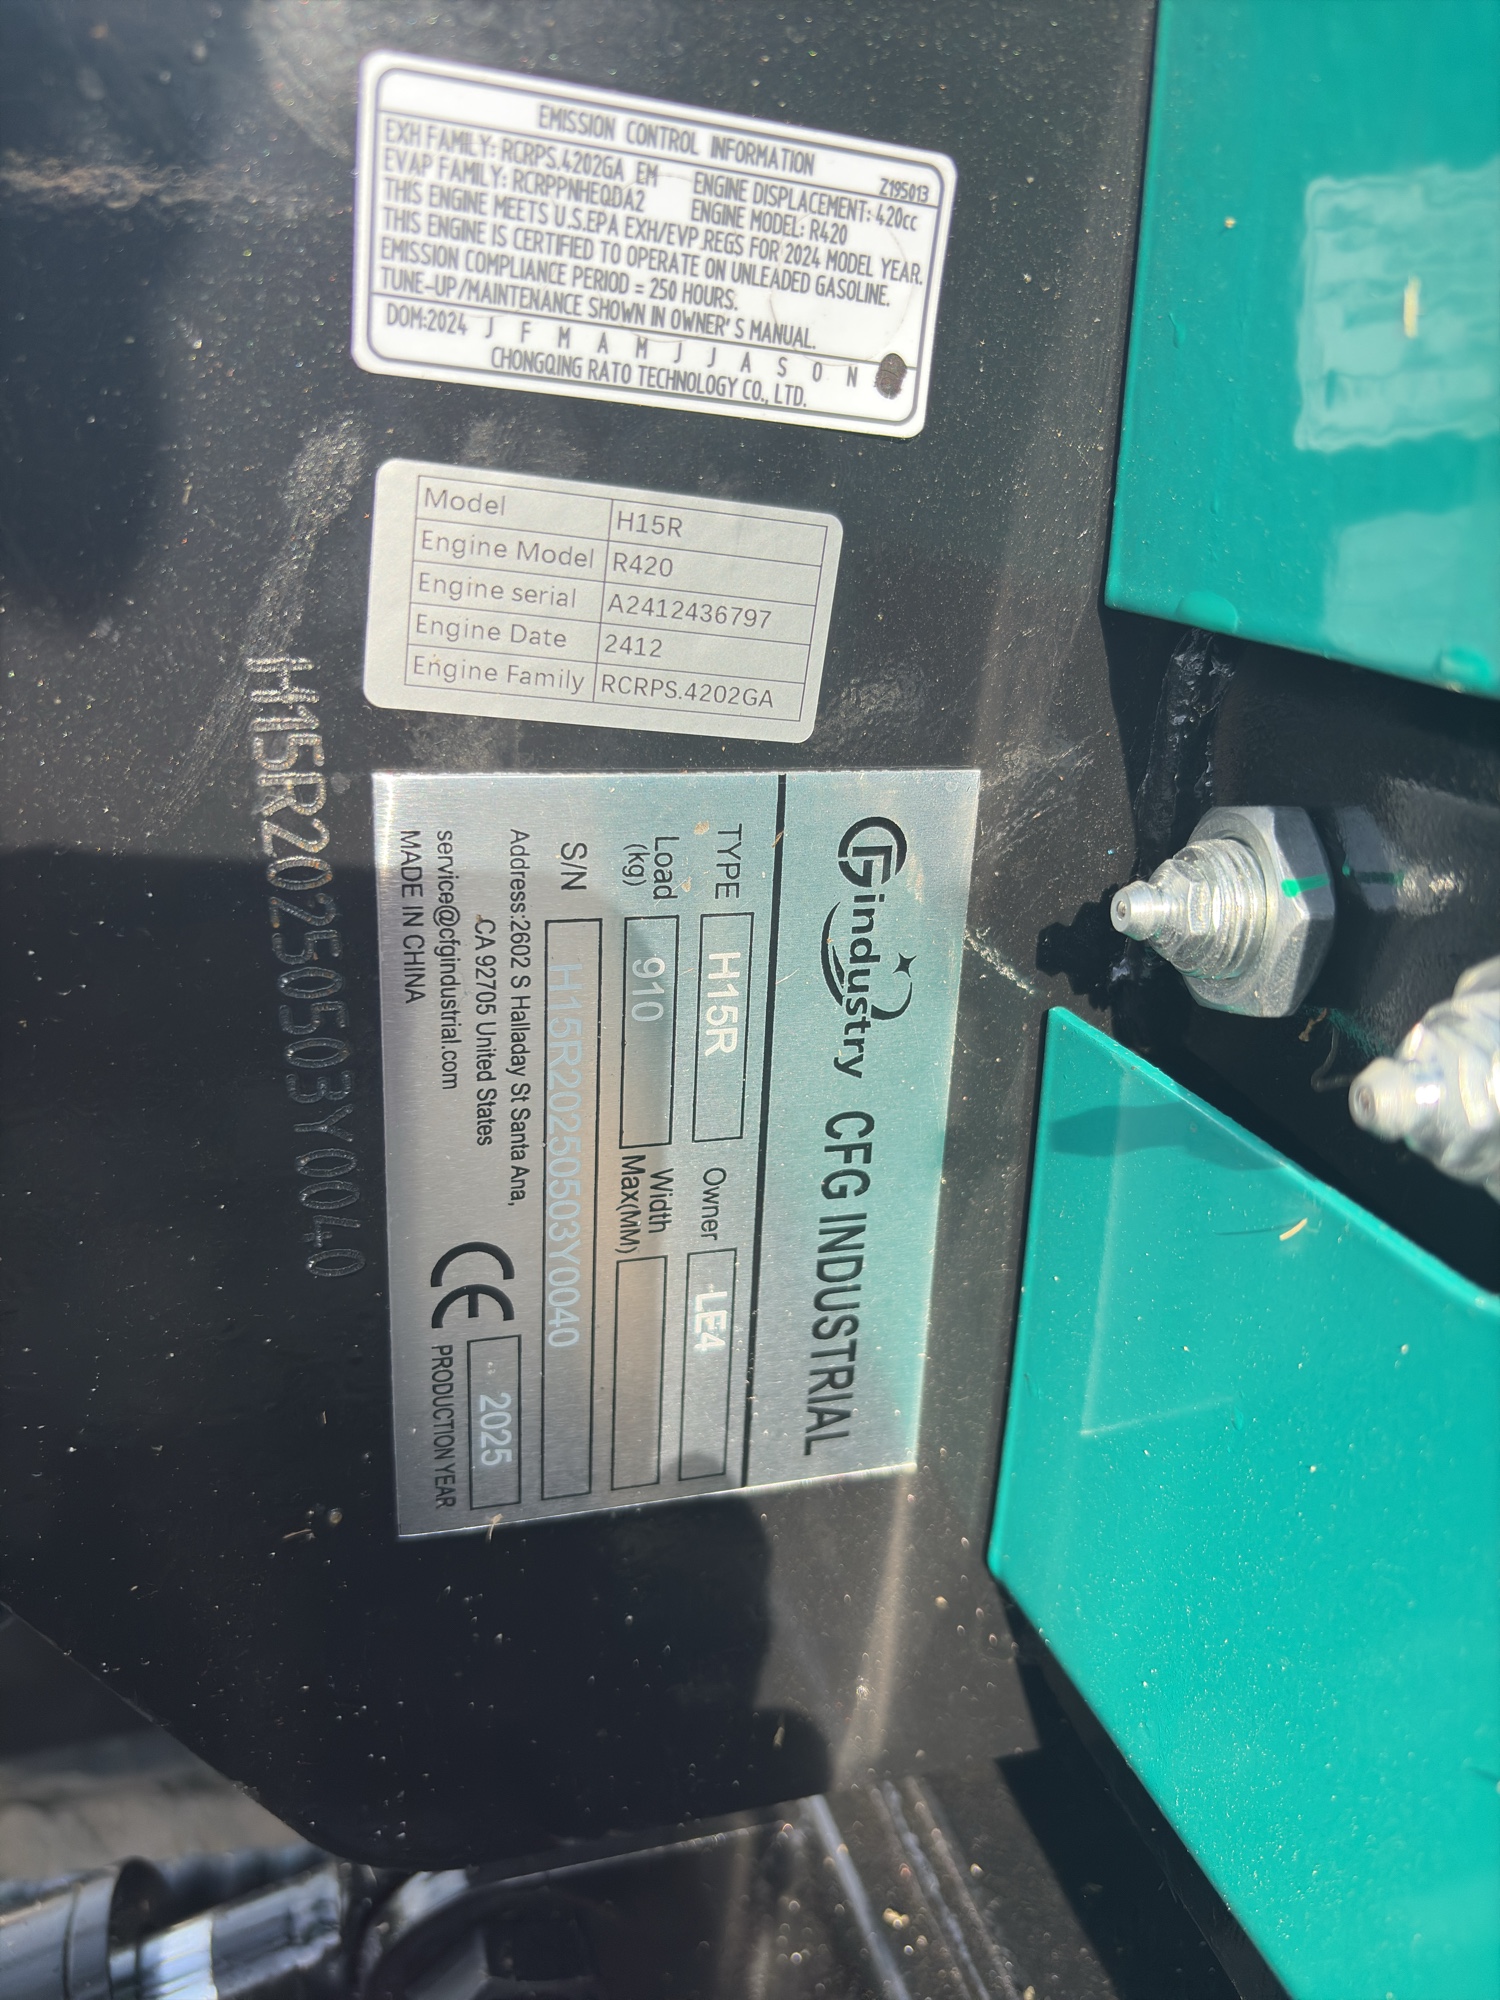 EMISSION CONTROL INFORMATION
Z195013
EXH FAMILY: RCRPS.4202GA EM ENGINE DISPLACEMENT: 420cc
EVAP FAMILY: RCRPPNHEQDA2 ENGINE MODEL: R420
THIS ENGINE MEETS U.S.EPA EXH/EVP REGS FOR 2024 MODEL YEAR.
THIS ENGINE IS CERTIFIED TO OPERATE ON UNLEADED GASOLINE.
EMISSION COMPLIANCE PERIOD = 250 HOURS.
TUNE-UP/MAINTENANCE SHOWN IN OWNER'S MANUAL.
DOM:2024 J F M A M J J A S O N
CHONGQING RATO TECHNOLOGY CO., LTD.
Model H15R
Engine Model R420
Engine serial A2412436797
Engine Date 2412
Engine Family RCRPS.4202GA
CFGindustry CFG INDUSTRIAL
TYPE H15R Owner LE4
Load (kg) 910 Width Max(MM)
S/N H15R20250503Y0040
Address:2602 S Halladay St Santa Ana,
CA 92705 United States
service@cfgindustrial.com
MADE IN CHINA
CE 2025
PRODUCTION YEAR
H15R20250503Y0040